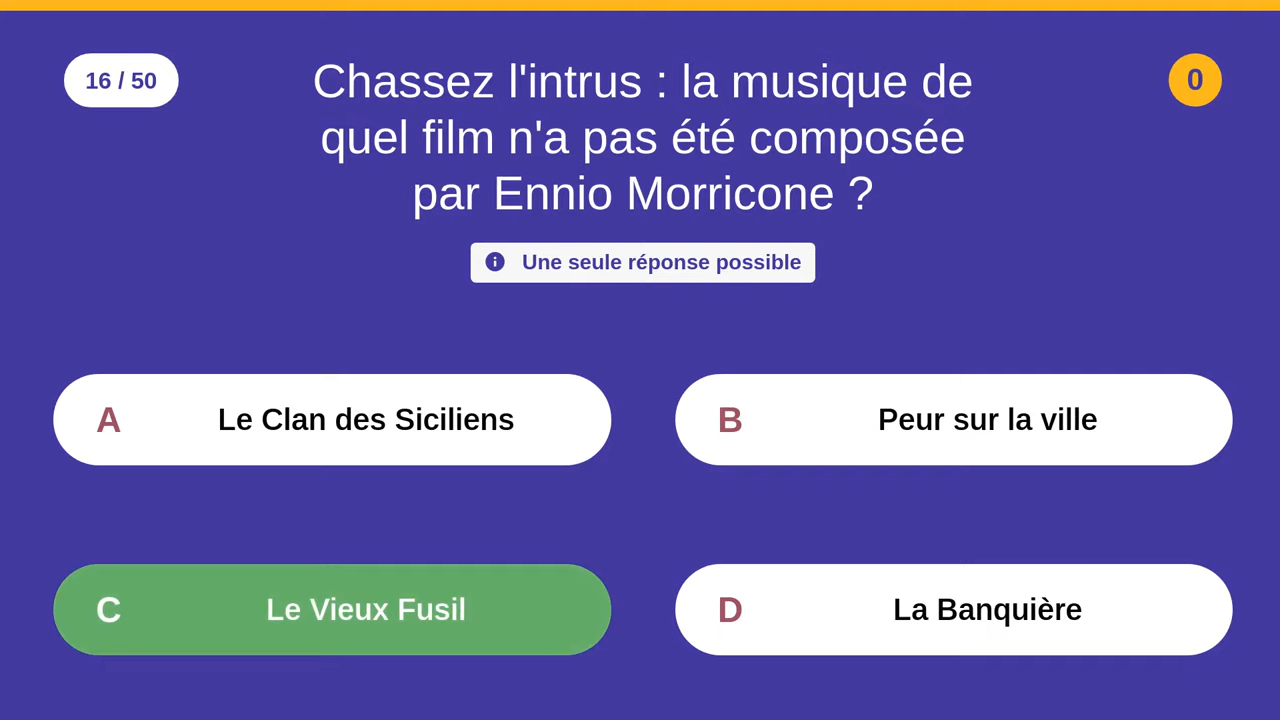 16 / 50
Chassez l'intrus : la musique de
quel film n'a pas été composée
par Ennio Morricone ?
0
Une seule réponse possible
A Le Clan des Siciliens
B Peur sur la ville
C Le Vieux Fusil
D La Banquière